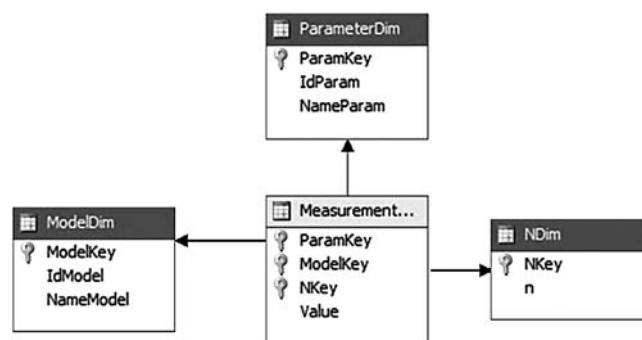 ParameterDim
ParamKey
IdParam
NameParam
ModelDim
ModelKey
IdModel
NameModel
Measurement...
ParamKey
ModelKey
NKey
Value
NDim
NKey
n